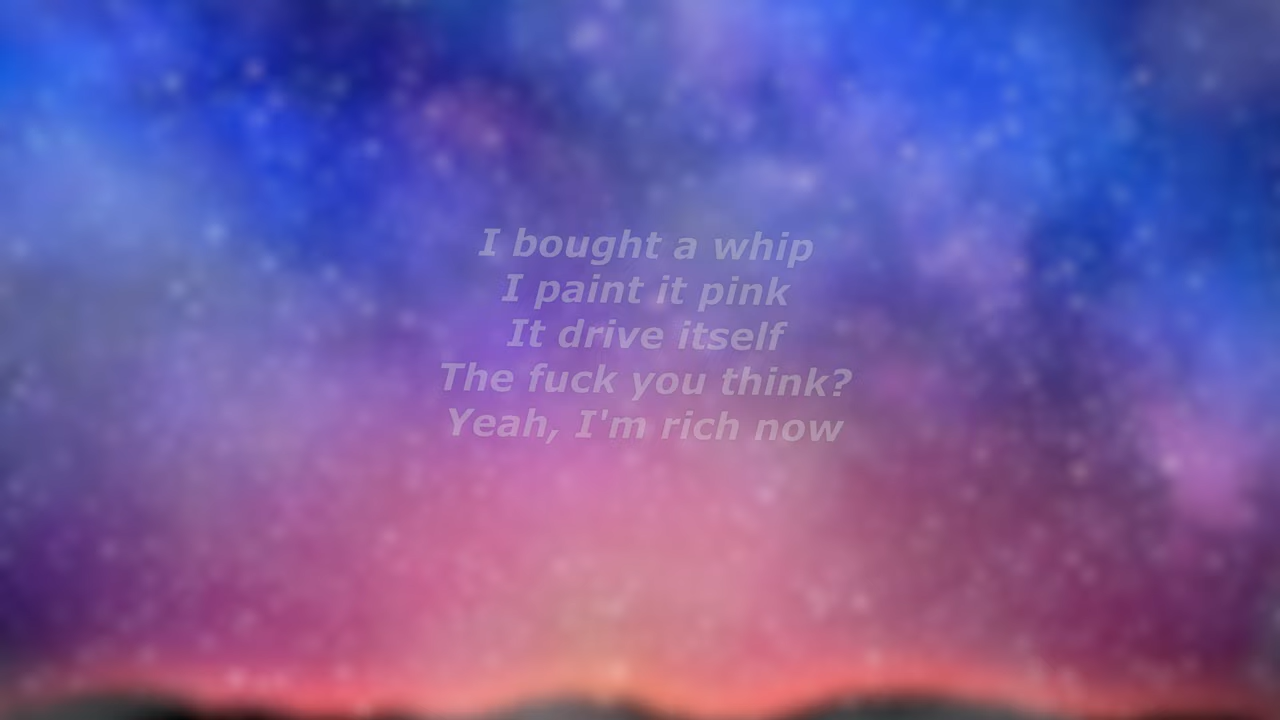 I bought a whip
I paint it pink
It drive itself
The fuck you think?
Yeah, I'm rich now